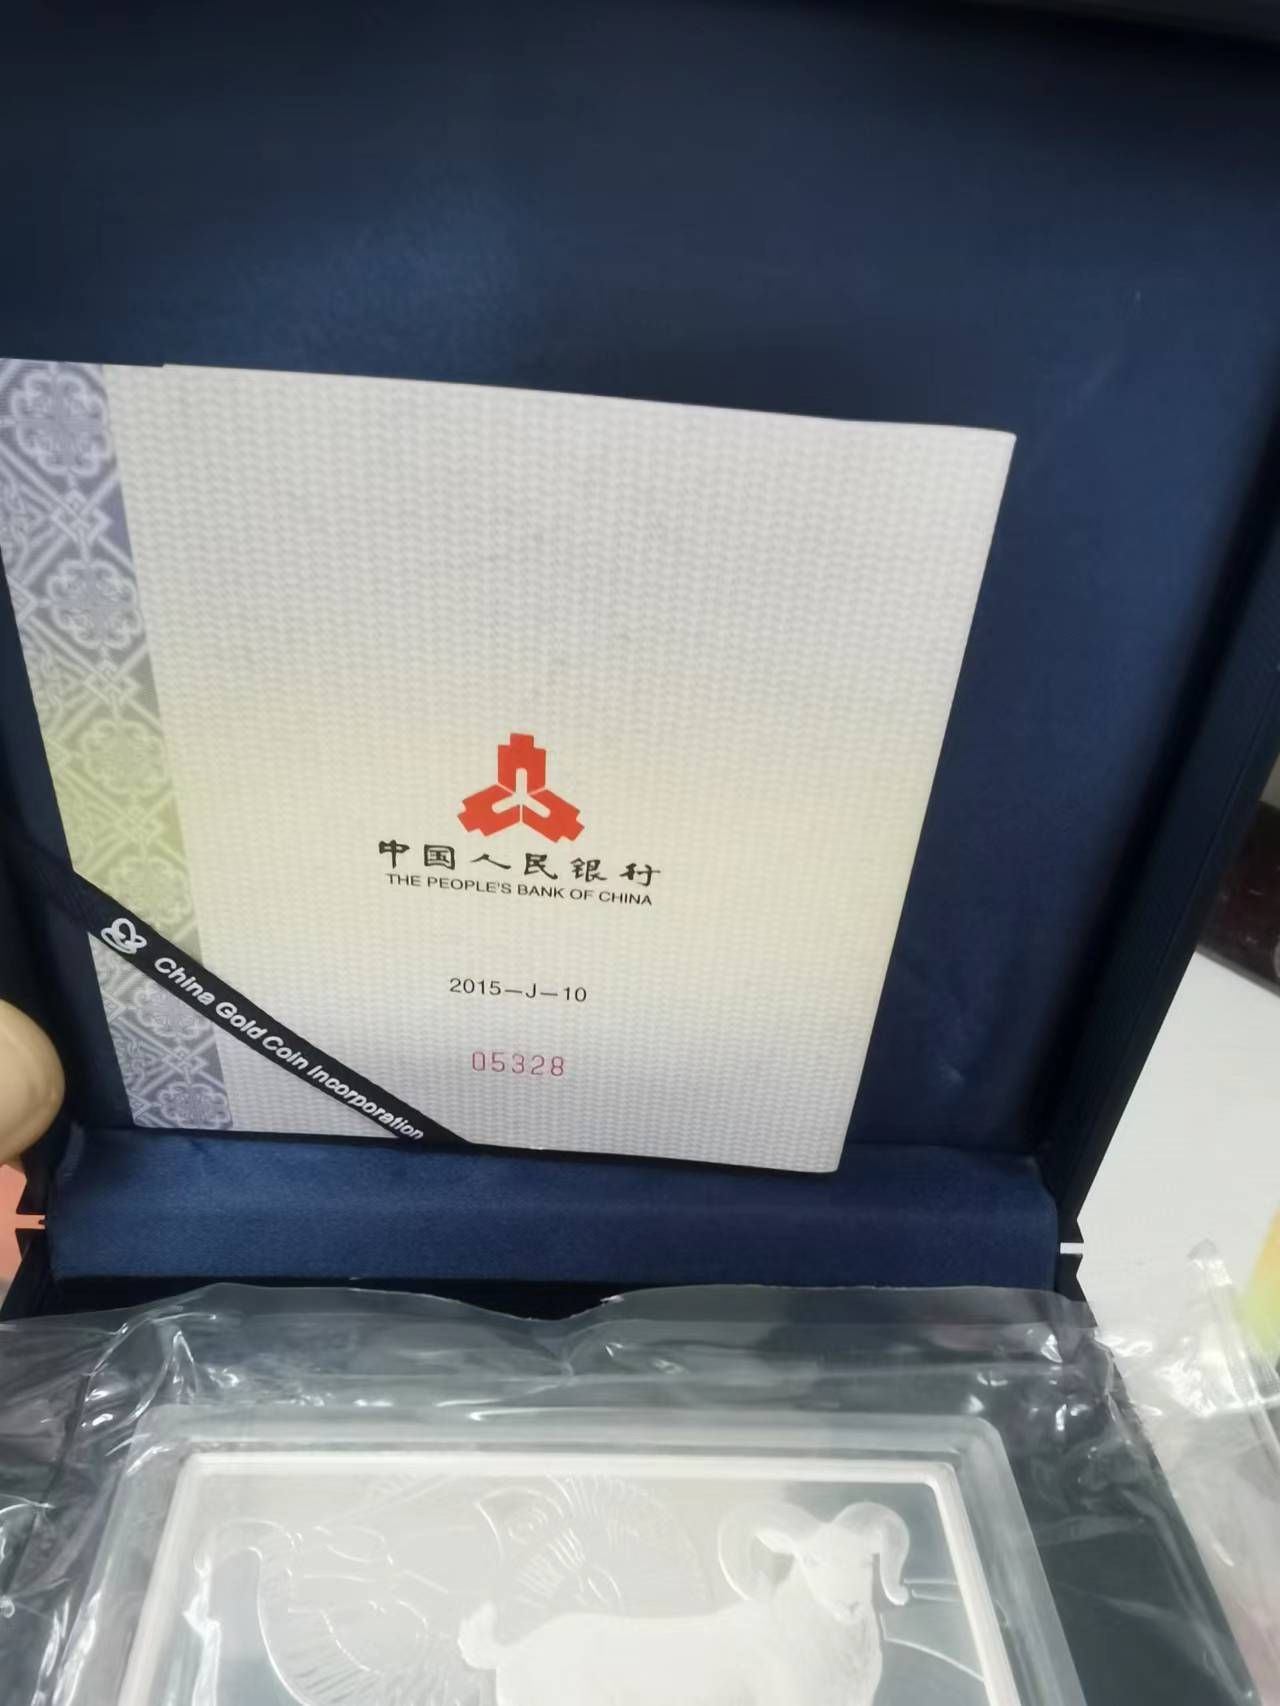 中国人民银行
THE PEOPLE'S BANK OF CHINA
2015—J—10
05328
China Gold Coin Incorporation